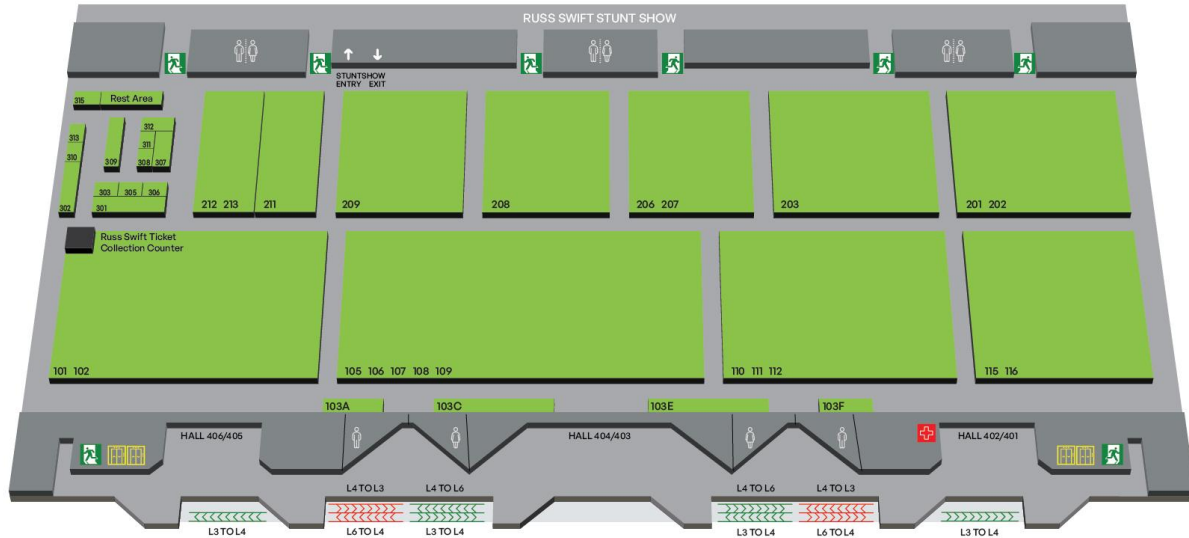 RUSS SWIFT STUNT SHOW
STUNT SHOW
ENTRY EXIT
315 Rest Area
313
310
302
309
312
311
308 307
303 305 306
301
212 213
211
209
208
206 207
203
201 202
Russ Swift Ticket
Collection Counter
101 102
105 106 107 108 109
110 111 112
115 116
103A
103C
103E
103F
HALL 406/405
HALL 404/403
HALL 402/401
L4 TO L3
L4 TO L6
L4 TO L6
L4 TO L3
L3 TO L4
L6 TO L4
L3 TO L4
L3 TO L4
L6 TO L4
L3 TO L4